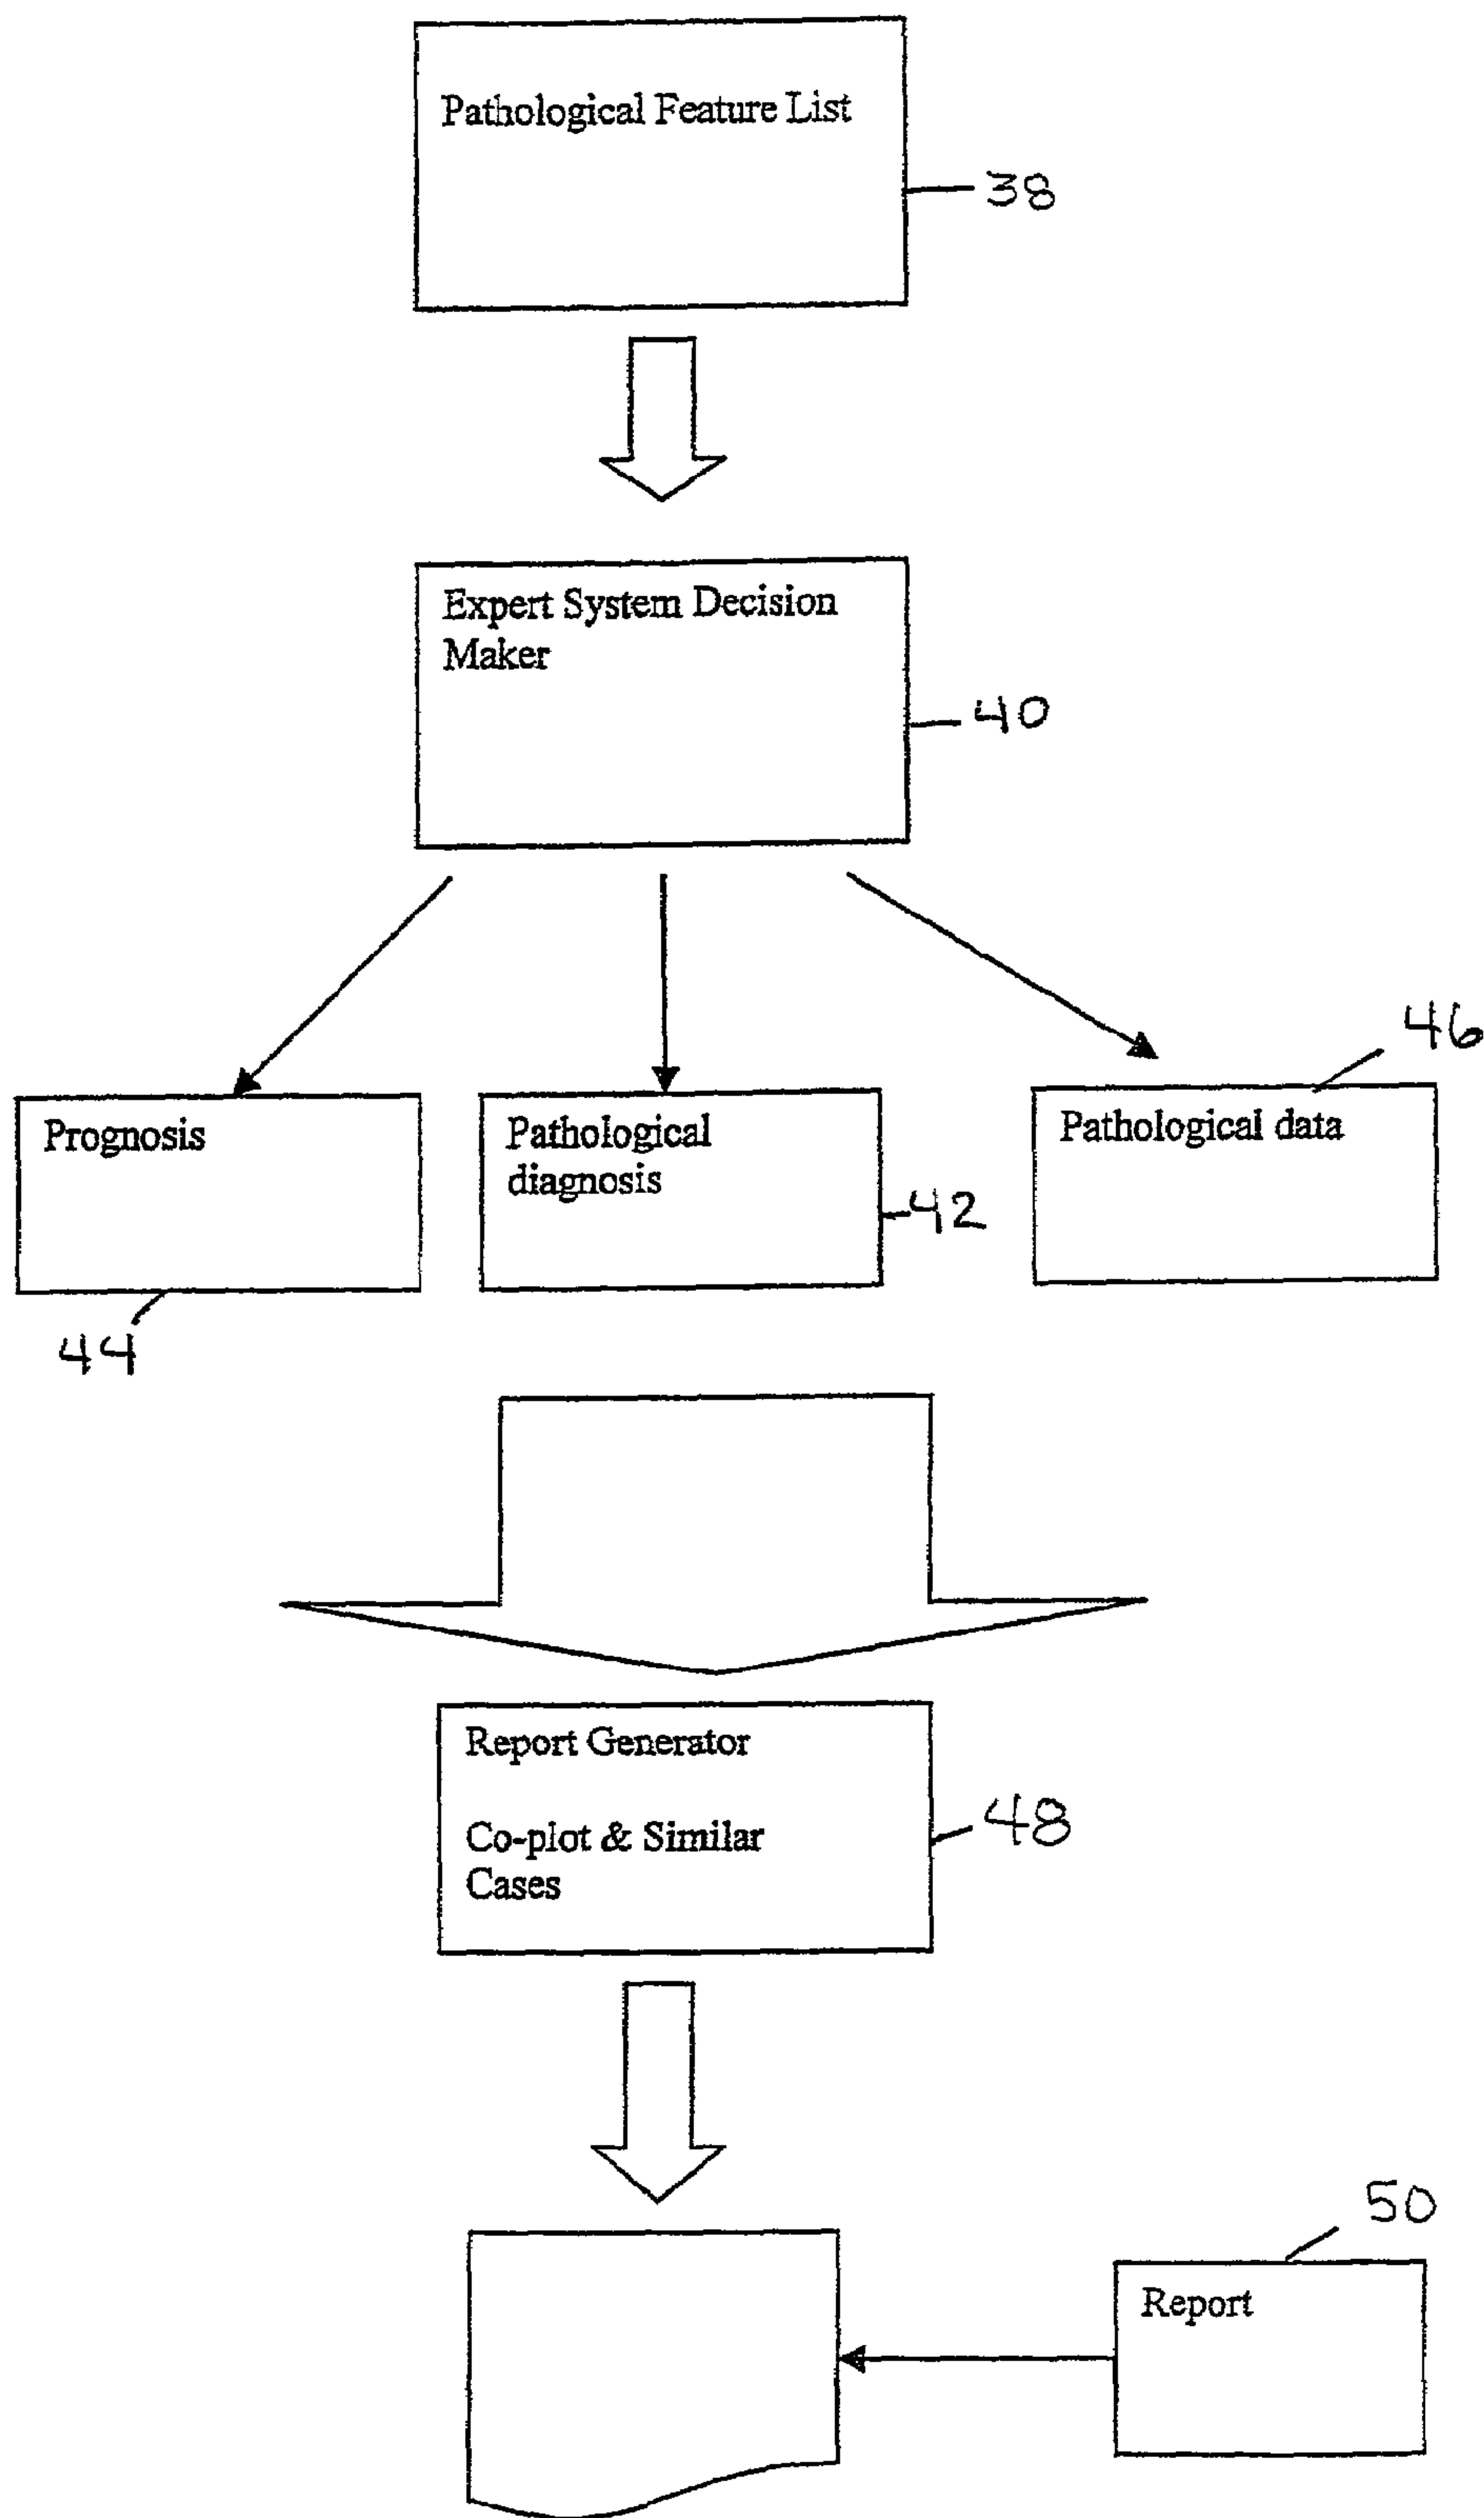 Pathological Feature List
38
Expert System Decision
Maker
40
46
Prognosis
Pathological
diagnosis
Pathological data
42
44
Report Generator
Co-plot & Similar
Cases
48
50
Report